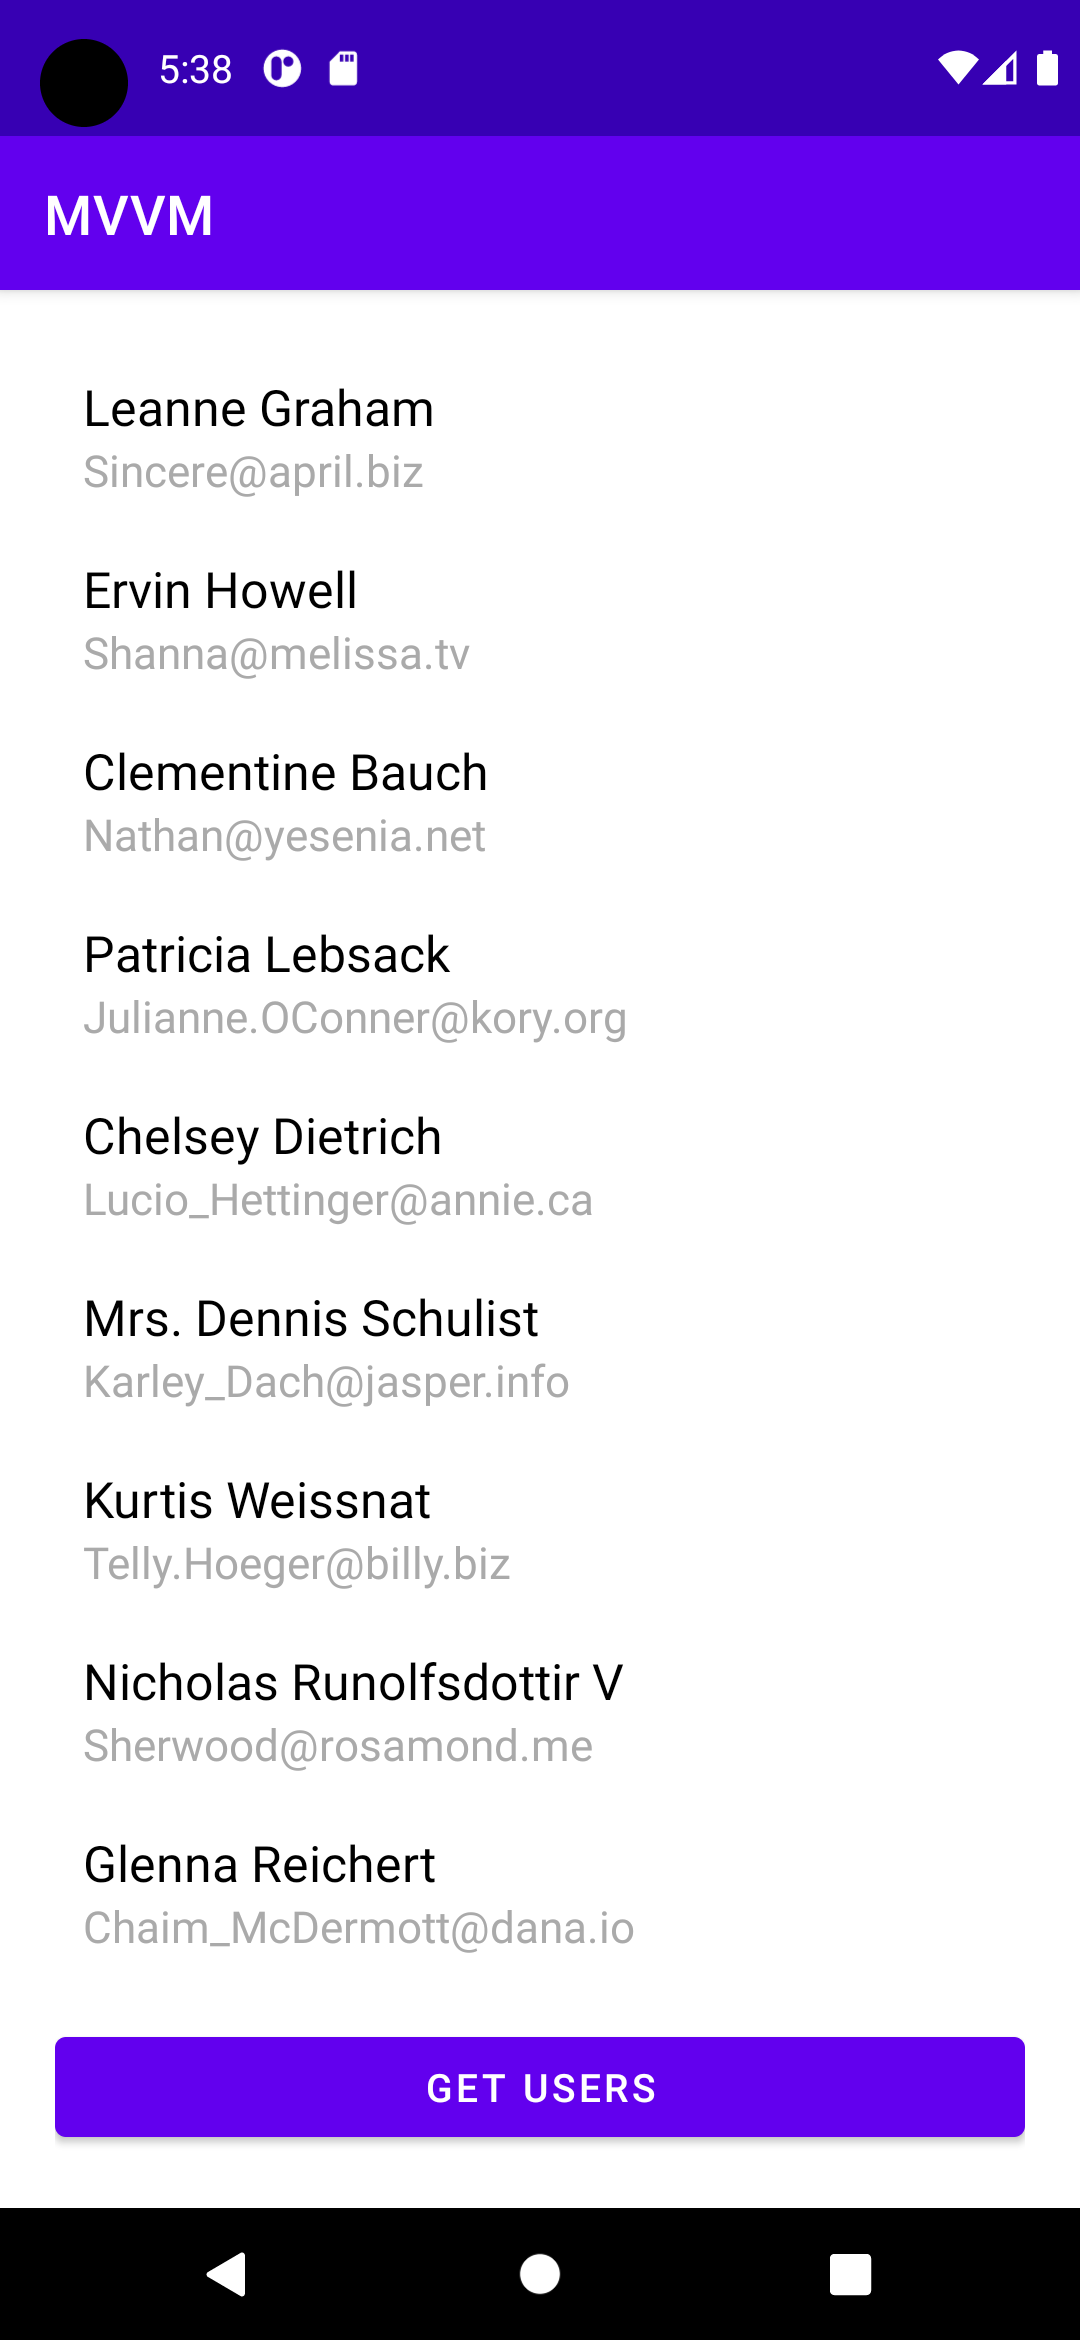 5:38
MVVM
Leanne Graham
Sincere@april.biz
Ervin Howell
Shanna@melissa.tv
Clementine Bauch
Nathan@yesenia.net
Patricia Lebsack
Julianne.OConner@kory.org
Chelsey Dietrich
Lucio_Hettinger@annie.ca
Mrs. Dennis Schulist
Karley_Dach@jasper.info
Kurtis Weissnat
Telly.Hoeger@billy.biz
Nicholas Runolfsdottir V
Sherwood@rosamond.me
Glenna Reichert
Chaim_McDermott@dana.io
GET USERS